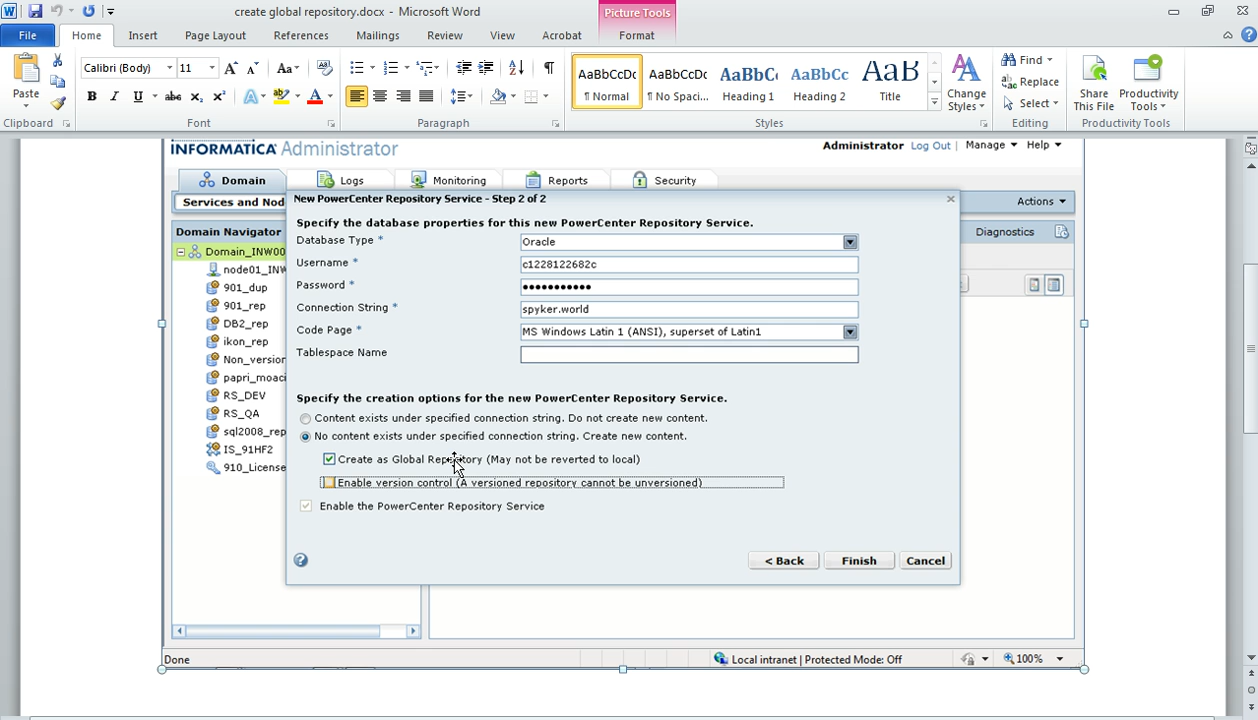 create global repository.docx - Microsoft Word
Picture Tools
File
Home
Insert
Page Layout
References
Mailings
Review
View
Acrobat
Format
Paste
Clipboard
Calibri (Body)
11
Aa
B I U abc x₂ x²
Font
Paragraph
AaBbCcDc
¶ Normal
AaBbCcDc
¶ No Spaci...
AaBbC
Heading 1
AaBbCc
Heading 2
AaB
Title
Styles
Change
Styles
Find
Replace
Select
Editing
Share
This File
Productivity
Tools
Productivity Tools
INFORMATICA Administrator
Administrator Log Out | Manage Help
Domain
Logs
Monitoring
Reports
Security
Services and Nod
Actions
Domain Navigator
Diagnostics
Domain_INW00
node01_INW
901_dup
901_rep
DB2_rep
ikon_rep
Non_version
papri_moaci
RS_DEV
RS_QA
sql2008_rep
IS_91HF2
910_License
New PowerCenter Repository Service - Step 2 of 2
Specify the database properties for this new PowerCenter Repository Service.
Database Type * Oracle
Username * c1228122682c
Password * •••••••••••
Connection String * spyker.world
Code Page * MS Windows Latin 1 (ANSI), superset of Latin1
Tablespace Name
Specify the creation options for the new PowerCenter Repository Service.
Content exists under specified connection string. Do not create new content.
No content exists under specified connection string. Create new content.
Create as Global Repository (May not be reverted to local)
Enable version control (A versioned repository cannot be unversioned)
Enable the PowerCenter Repository Service
< Back
Finish
Cancel
Done
Local intranet | Protected Mode: Off
100%